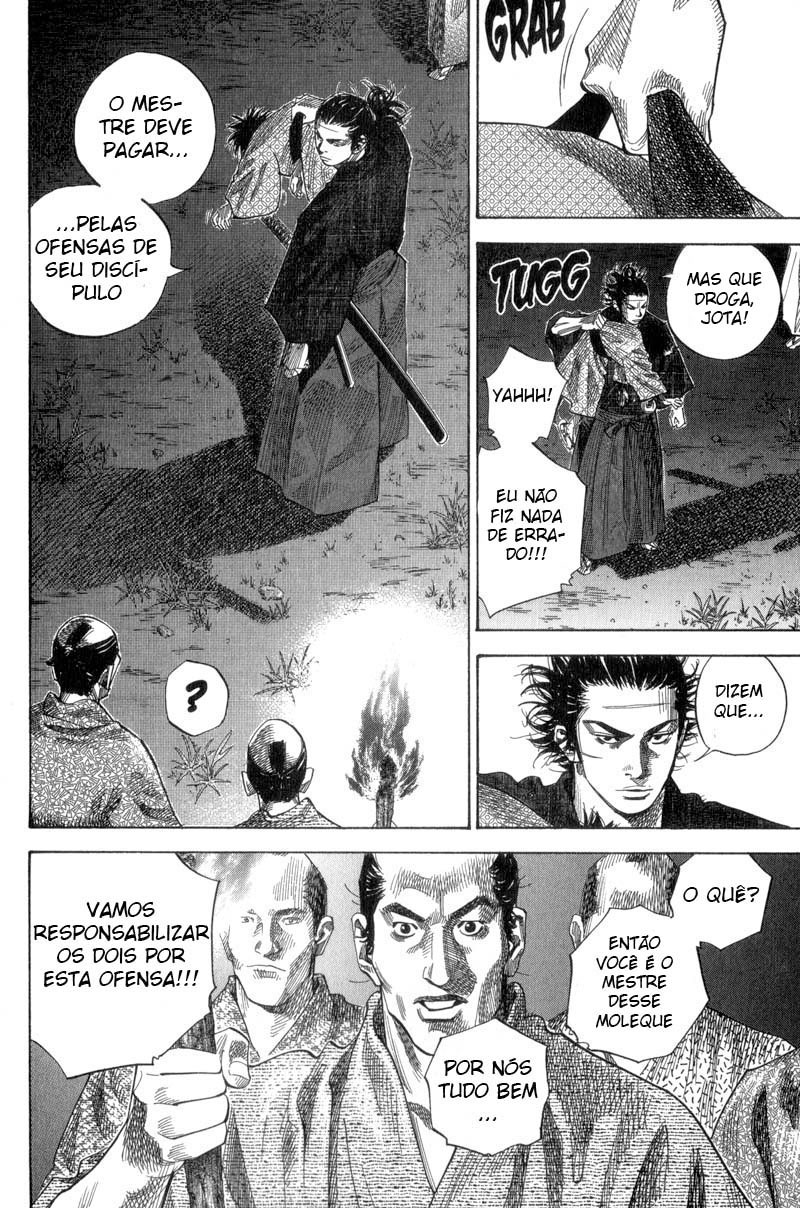 GRAB
TUGG
MAS QUE
DROGA,
JOTA!
YAHHH!
EU NÃO
FIZ NADA
DE ERRA-
DO!!!
DIZEM
QUE...
O MES-
TRE DEVE
PAGAR...
...PELAS
OFENSAS DE
SEU DISCÍ-
PULO
?
O QUÊ?
ENTÃO
VOCÊ É O
MESTRE
DESSE
MOLEQUE
POR NÓS
TUDO BEM
...
VAMOS
RESPONSABILIZAR
OS DOIS POR
ESTA OFENSA!!!